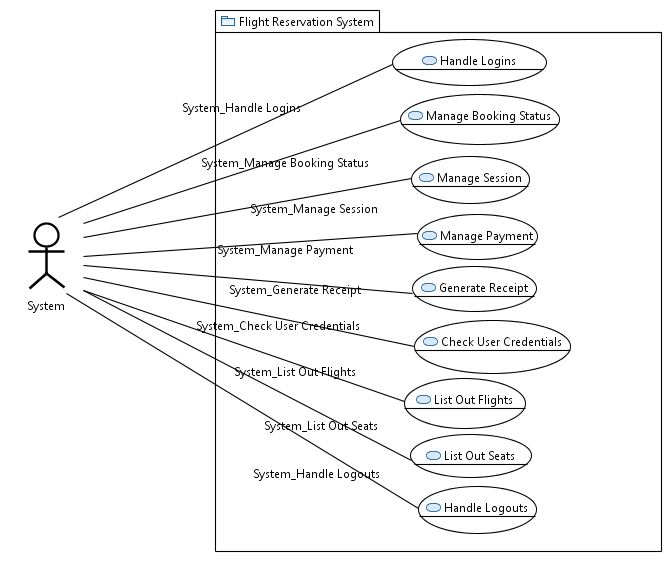 Flight Reservation System
Handle Logins
System_Handle Logins
Manage Booking Status
System_Manage Booking Status
Manage Session
System_Manage Session
Manage Payment
System_Manage Payment
Generate Receipt
System_Generate Receipt
System
Check User Credentials
System_Check User Credentials
List Out Flights
System_List Out Flights
List Out Seats
System_List Out Seats
Handle Logouts
System_Handle Logouts